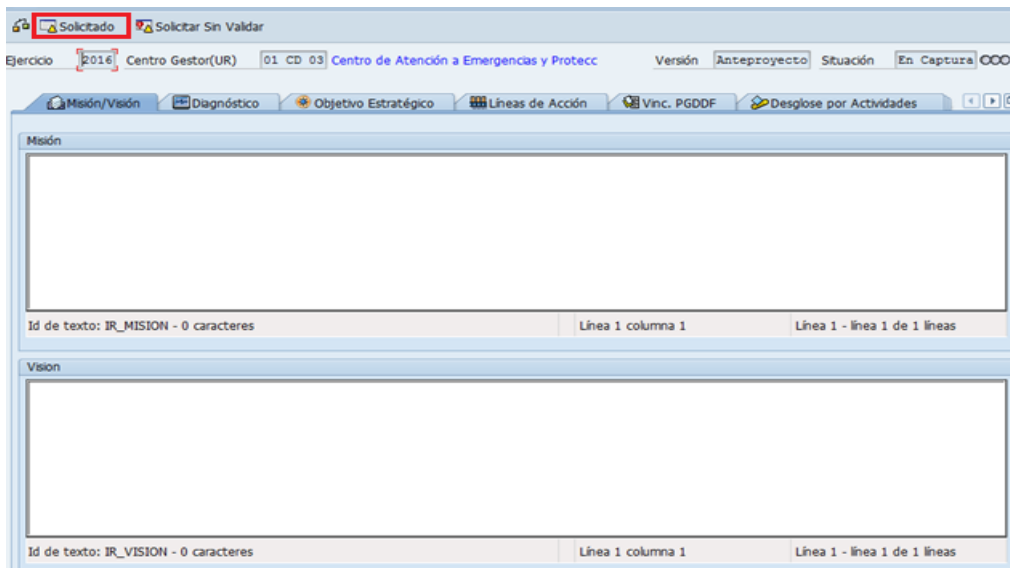 Solicitado Solicitar Sin Validar
Ejercicio 2016 Centro Gestor(UR) 01 CD 03 Centro de Atención a Emergencias y Protecc Versión Anteproyecto Situación En Captura
Misión/Visión Diagnóstico Objetivo Estratégico Líneas de Acción Vinc. PGDDF Desglose por Actividades
Misión
Id de texto: IR_MISION - 0 caracteres Línea 1 columna 1 Línea 1 - línea 1 de 1 líneas
Vision
Id de texto: IR_VISION - 0 caracteres Línea 1 columna 1 Línea 1 - línea 1 de 1 líneas